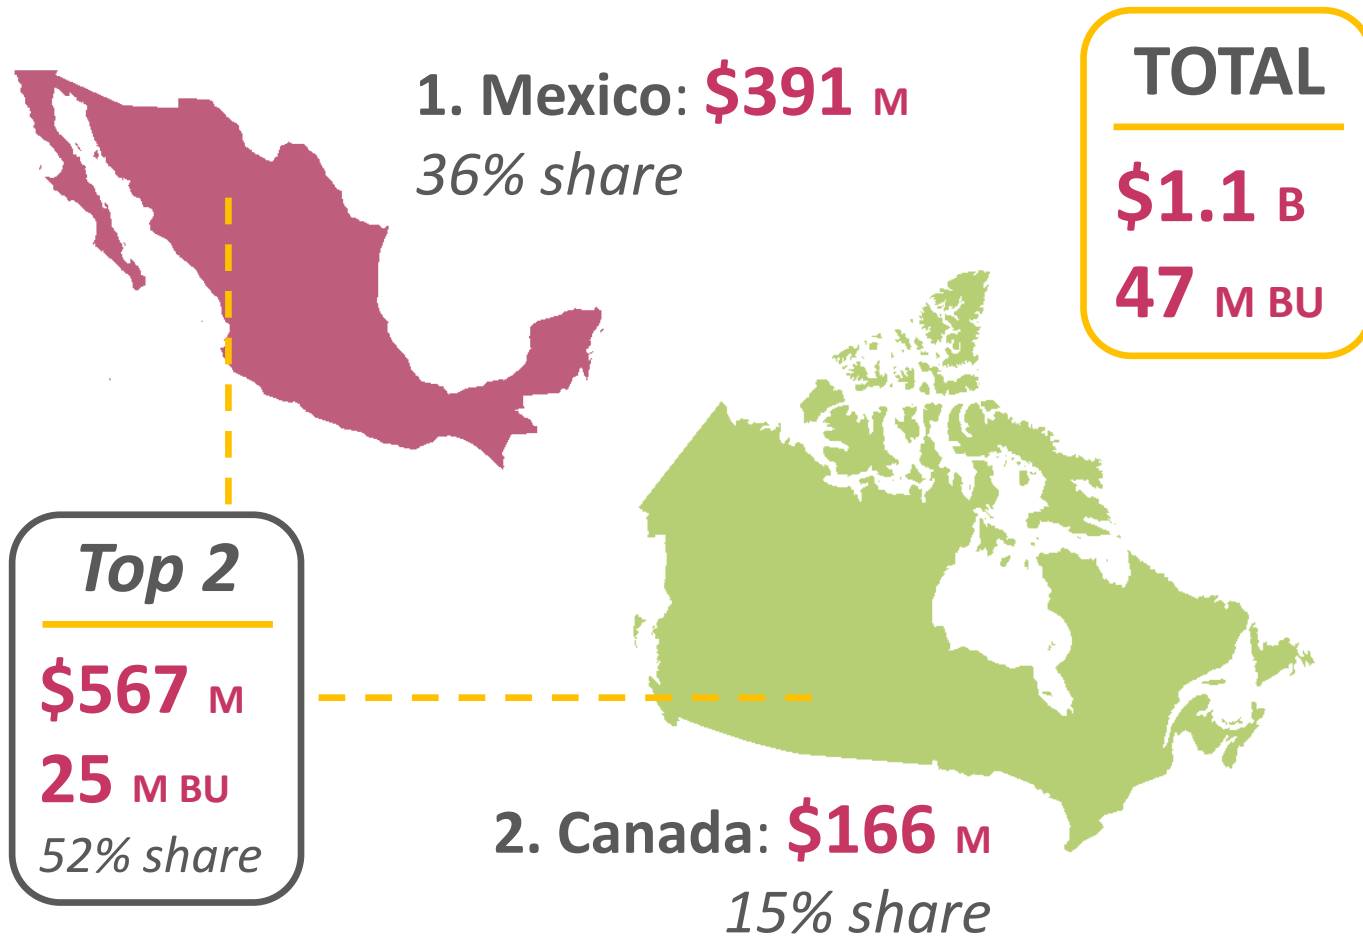 1. Mexico: $391 M
36% share
TOTAL
$1.1 B
47 M BU
Top 2
$567 M
25 M BU
52% share
2. Canada: $166 M
15% share